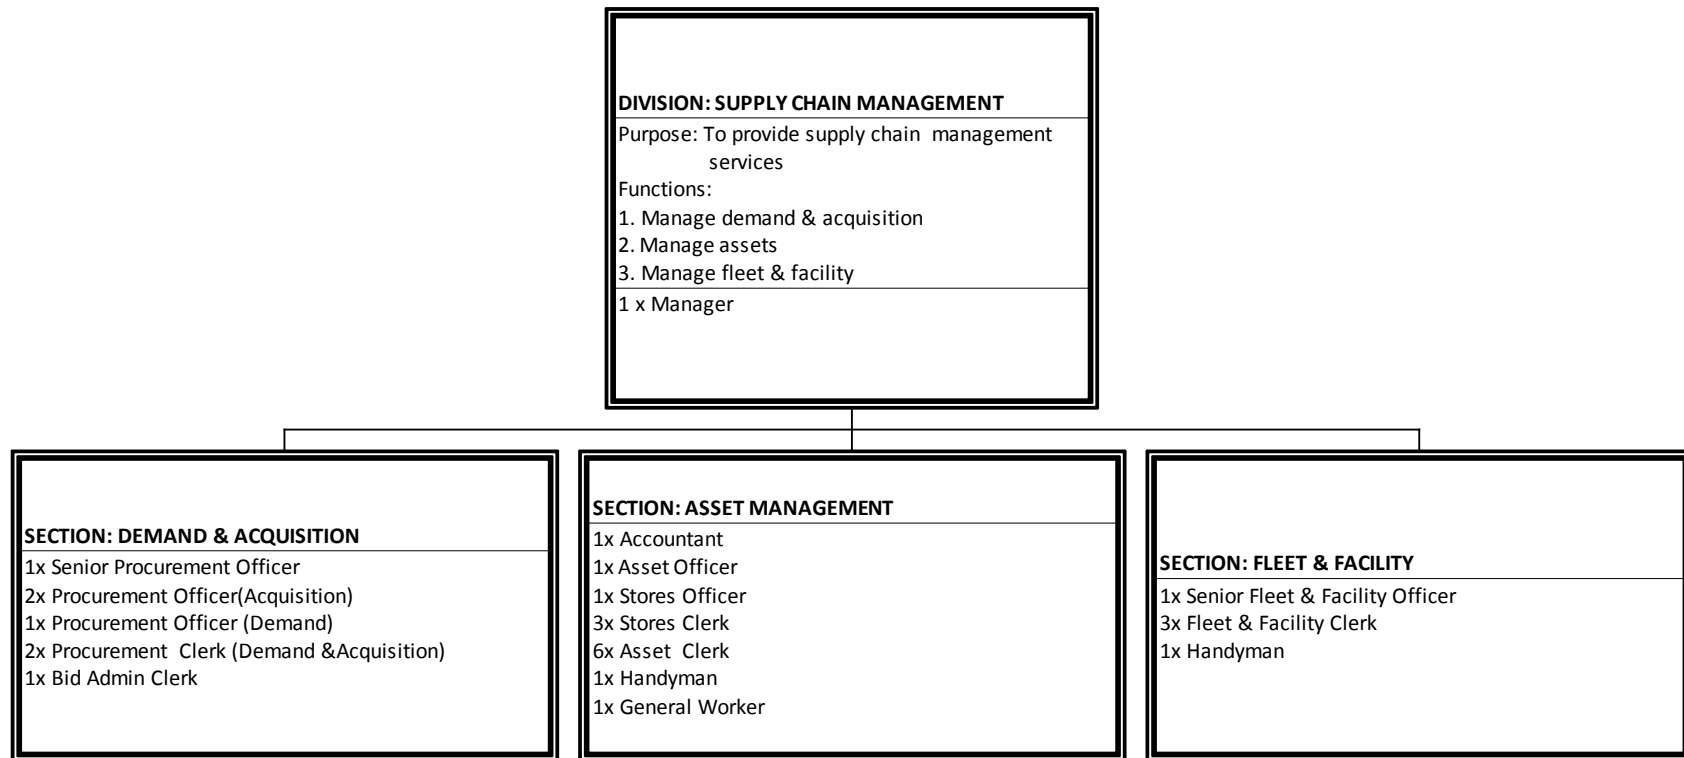 DIVISION: SUPPLY CHAIN MANAGEMENT
Purpose: To provide supply chain management
services
Functions:
1. Manage demand & acquisition
2. Manage assets
3. Manage fleet & facility
1 x Manager
SECTION: DEMAND & ACQUISITION
1x Senior Procurement Officer
2x Procurement Officer(Acquisition)
1x Procurement Officer (Demand)
2x Procurement Clerk (Demand &Acquisition)
1x Bid Admin Clerk
SECTION: ASSET MANAGEMENT
1x Accountant
1x Asset Officer
1x Stores Officer
3x Stores Clerk
6x Asset Clerk
1x Handyman
1x General Worker
SECTION: FLEET & FACILITY
1x Senior Fleet & Facility Officer
3x Fleet & Facility Clerk
1x Handyman